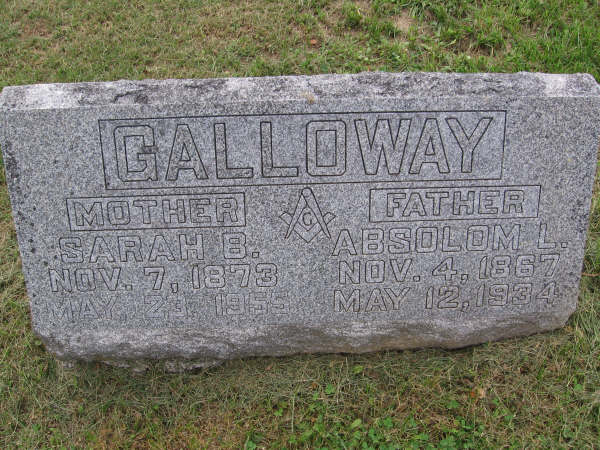 GALLOWAY
MOTHER
SARAH B.
NOV. 7, 1873
MAY. 23, 1955
G
FATHER
ABSOLOM L.
NOV. 4, 1867
MAY 12, 1934